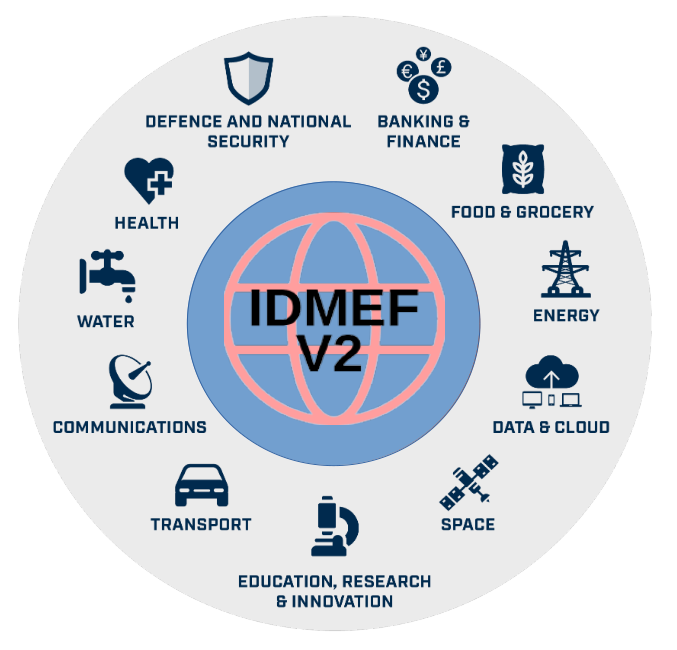 DEFENCE AND NATIONAL
SECURITY
BANKING &
FINANCE
FOOD & GROCERY
HEALTH
ENERGY
WATER
IDMEF
V2
DATA & CLOUD
COMMUNICATIONS
SPACE
TRANSPORT
EDUCATION, RESEARCH
& INNOVATION
¥
€
£
$